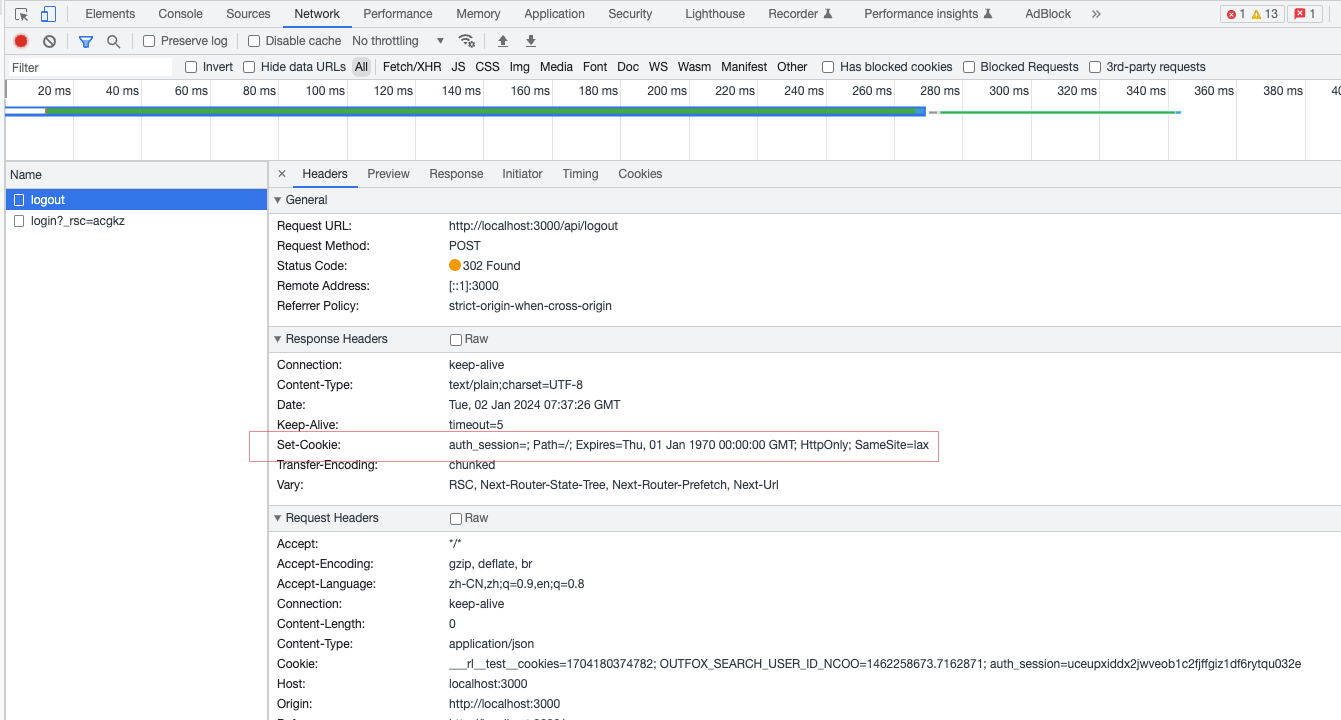 Elements Console Sources Network Performance Memory Application Security Lighthouse Recorder Performance insights AdBlock 1 13 1
Preserve log Disable cache No throttling
Filter Invert Hide data URLs All Fetch/XHR JS CSS Img Media Font Doc WS Wasm Manifest Other Has blocked cookies Blocked Requests 3rd-party requests
20 ms 40 ms 60 ms 80 ms 100 ms 120 ms 140 ms 160 ms 180 ms 200 ms 220 ms 240 ms 260 ms 280 ms 300 ms 320 ms 340 ms 360 ms 380 ms
Name
logout
login?_rsc=acgkz
× Headers Preview Response Initiator Timing Cookies
General
Request URL: http://localhost:3000/api/logout
Request Method: POST
Status Code: 302 Found
Remote Address: [::1]:3000
Referrer Policy: strict-origin-when-cross-origin
Response Headers Raw
Connection: keep-alive
Content-Type: text/plain;charset=UTF-8
Date: Tue, 02 Jan 2024 07:37:26 GMT
Keep-Alive: timeout=5
Set-Cookie: auth_session=; Path=/; Expires=Thu, 01 Jan 1970 00:00:00 GMT; HttpOnly; SameSite=lax
Transfer-Encoding: chunked
Vary: RSC, Next-Router-State-Tree, Next-Router-Prefetch, Next-Url
Request Headers Raw
Accept: */*
Accept-Encoding: gzip, deflate, br
Accept-Language: zh-CN,zh;q=0.9,en;q=0.8
Connection: keep-alive
Content-Length: 0
Content-Type: application/json
Cookie: ___rl__test__cookies=1704180374782; OUTFOX_SEARCH_USER_ID_NCOO=1462258673.7162871; auth_session=uceupxiddx2jwveob1c2fjffgiz1df6rytqu032e
Host: localhost:3000
Origin: http://localhost:3000